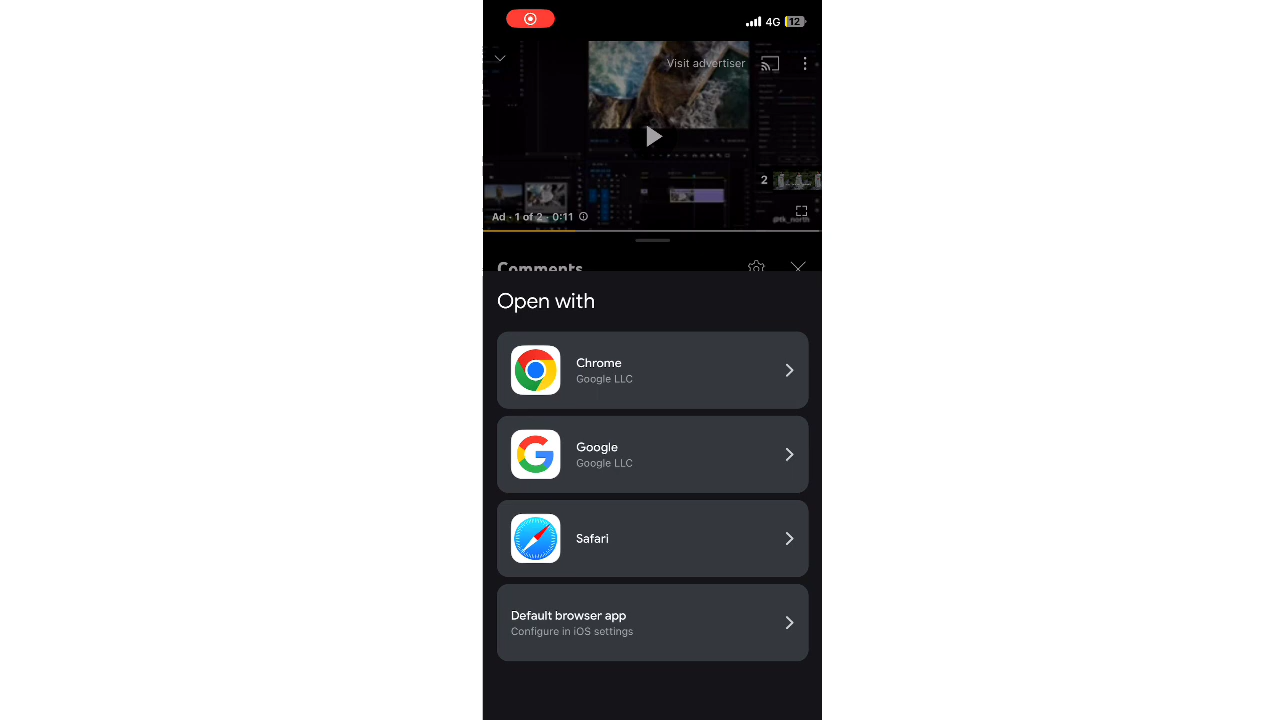 4G 12
Visit advertiser
2
Ad · 1 of 2 · 0:11
@tk_north
Comments
Open with
Chrome
Google LLC
Google
Google LLC
Safari
Default browser app
Configure in iOS settings